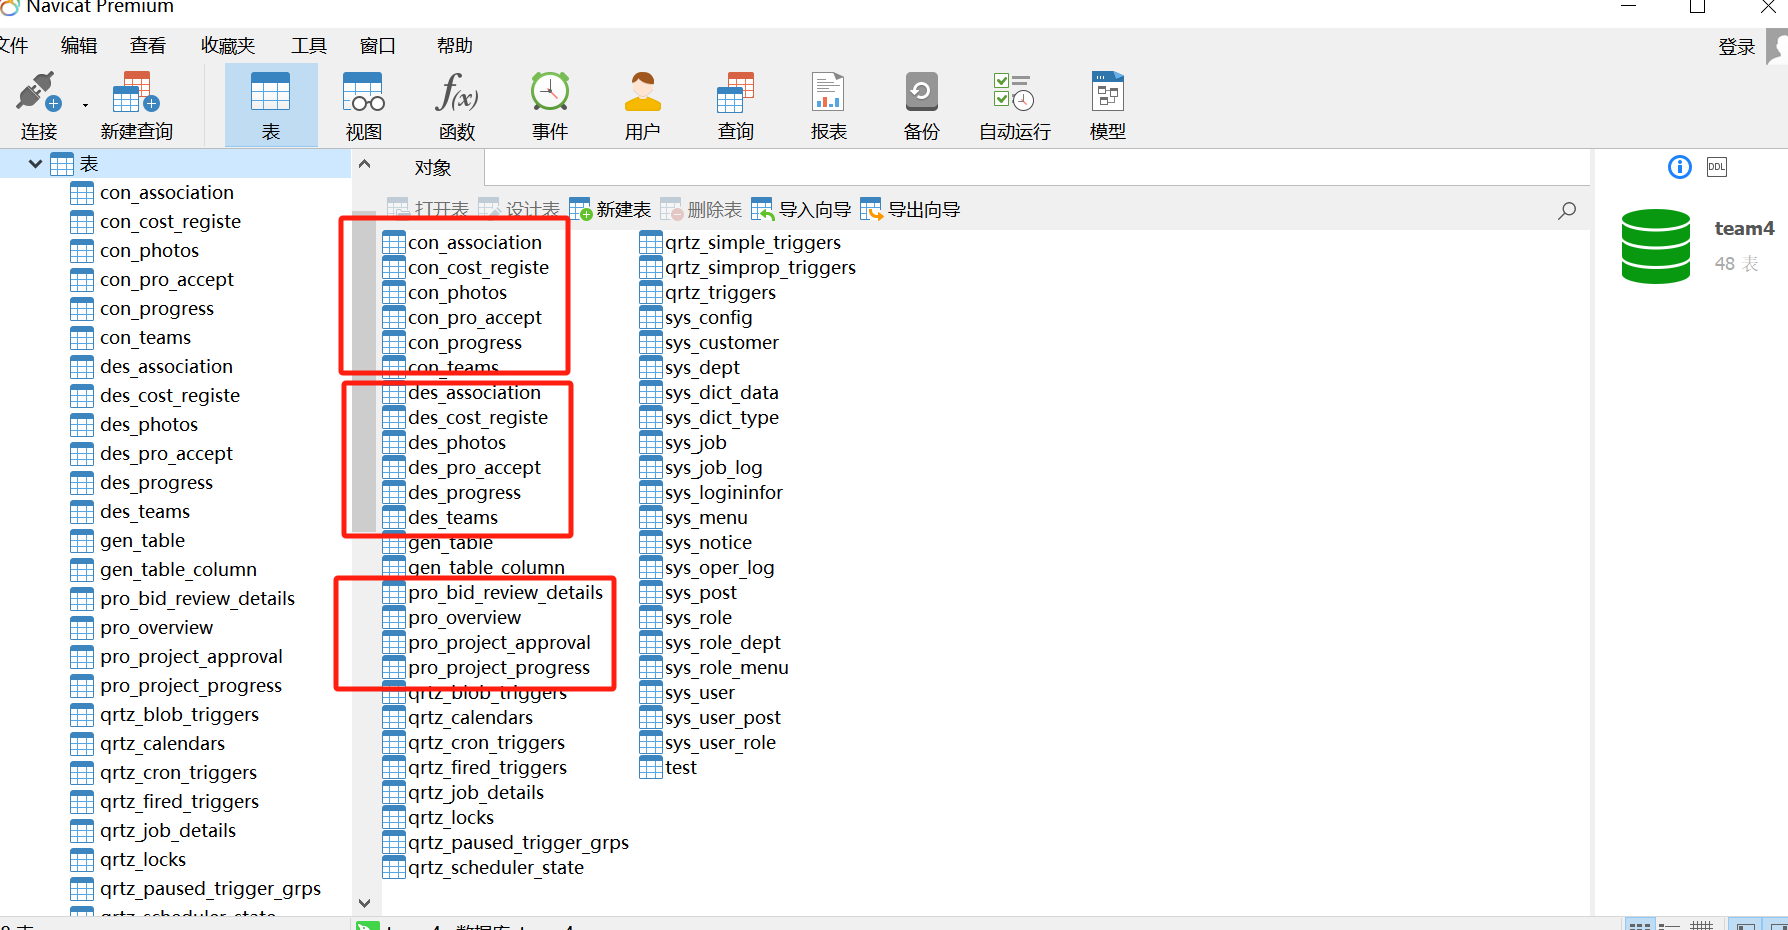 Navicat Premium
文件 编辑 查看 收藏夹 工具 窗口 帮助 登录
连接 新建查询 表 视图 函数 事件 用户 查询 报表 备份 自动运行 模型
f(x)
表
con_association
con_cost_registe
con_photos
con_pro_accept
con_progress
con_teams
des_association
des_cost_registe
des_photos
des_pro_accept
des_progress
des_teams
gen_table
gen_table_column
pro_bid_review_details
pro_overview
pro_project_approval
pro_project_progress
qrtz_blob_triggers
qrtz_calendars
qrtz_cron_triggers
qrtz_fired_triggers
qrtz_job_details
qrtz_locks
qrtz_paused_trigger_grps
qrtz_scheduler_state
对象
打开表 设计表 新建表 删除表 导入向导 导出向导
con_association
con_cost_registe
con_photos
con_pro_accept
con_progress
con_teams
des_association
des_cost_registe
des_photos
des_pro_accept
des_progress
des_teams
gen_table
gen_table_column
pro_bid_review_details
pro_overview
pro_project_approval
pro_project_progress
qrtz_blob_triggers
qrtz_calendars
qrtz_cron_triggers
qrtz_fired_triggers
qrtz_job_details
qrtz_locks
qrtz_paused_trigger_grps
qrtz_scheduler_state
qrtz_simple_triggers
qrtz_simprop_triggers
qrtz_triggers
sys_config
sys_customer
sys_dept
sys_dict_data
sys_dict_type
sys_job
sys_job_log
sys_logininfor
sys_menu
sys_notice
sys_oper_log
sys_post
sys_role
sys_role_dept
sys_role_menu
sys_user
sys_user_post
sys_user_role
test
DDL
team4
48 表